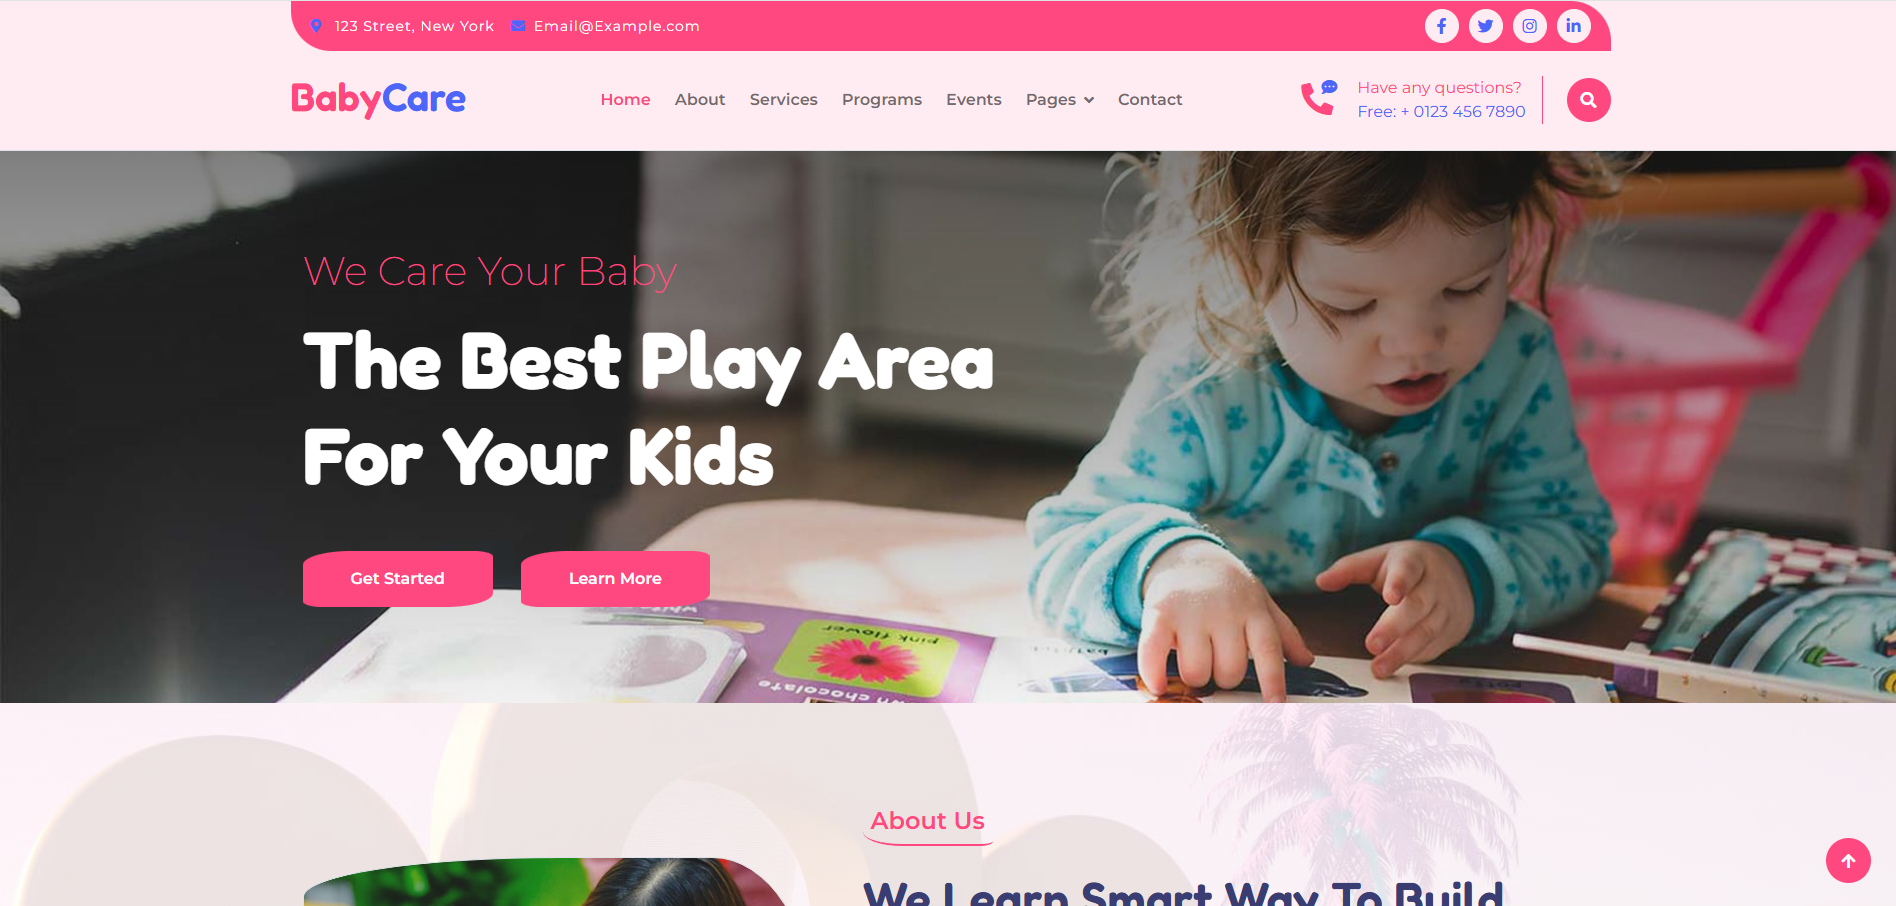 123 Street, New York
Email@Example.com
BabyCare
Home
About
Services
Programs
Events
Pages
Contact
Have any questions?
Free: + 0123 456 7890
We Care Your Baby
The Best Play Area
For Your Kids
Get Started
Learn More
white
pink flower
chocolate
About Us
We Learn Smart Way To Build